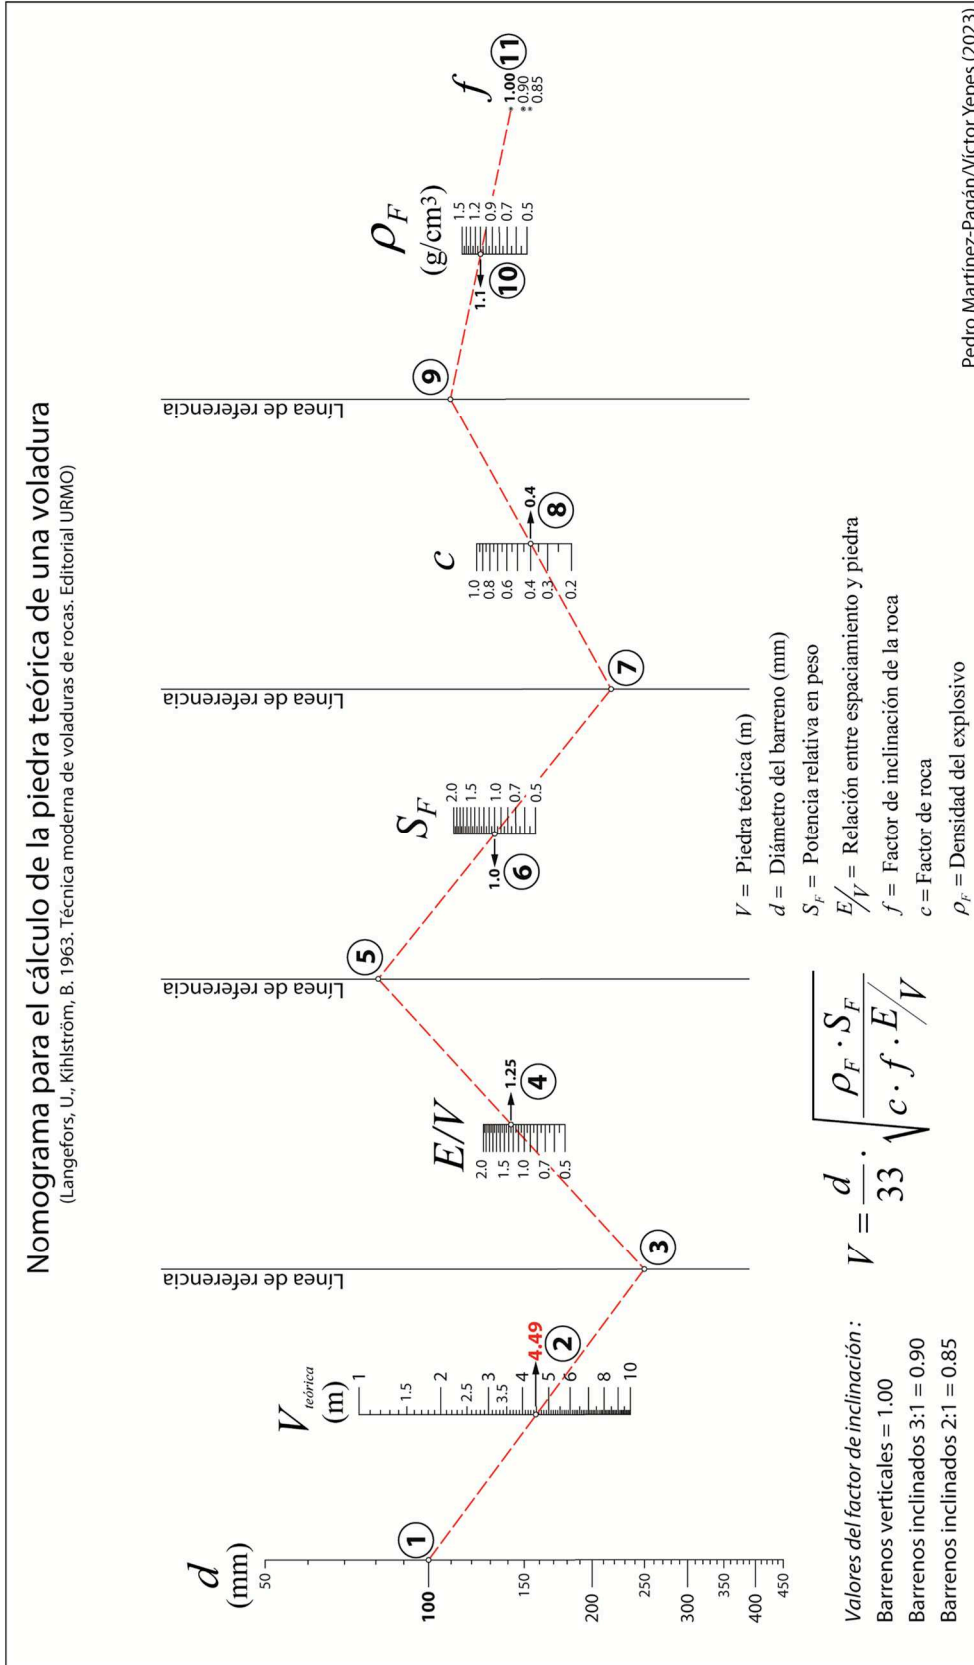 Nomograma para el cálculo de la piedra teórica de una voladura
(Langefors, U., Kihlström, B. 1963. Técnica moderna de voladuras de rocas. Editorial URMO)
d
(mm)
50
100
150
200
250
300
350
400
450
1
V teórica
(m)
1
1.5
2
2.5
3
3.5
4
5
6
8
10
4.49
2
Línea de referencia
3
E/V
2.0
1.5
1.0
0.7
0.5
1.25
4
Línea de referencia
5
S_F
2.0
1.5
1.0
0.7
0.5
1.0
6
Línea de referencia
7
c
1.0
0.8
0.6
0.4
0.3
0.2
0.4
8
Línea de referencia
9
ρ_F
(g/cm³)
1.5
1.2
0.9
0.7
0.5
1.1
10
f
11
* 1.00
* 0.90
* 0.85
Valores del factor de inclinación :
Barrenos verticales = 1.00
Barrenos inclinados 3:1 = 0.90
Barrenos inclinados 2:1 = 0.85
V = d/33 · √(ρ_F · S_F / c · f · E/V)
V = Piedra teórica (m)
d = Diámetro del barreno (mm)
S_F = Potencia relativa en peso
E/V = Relación entre espaciamiento y piedra
f = Factor de inclinación de la roca
c = Factor de roca
ρ_F = Densidad del explosivo
Pedro Martínez-Pagán/Víctor Yepes (2023)